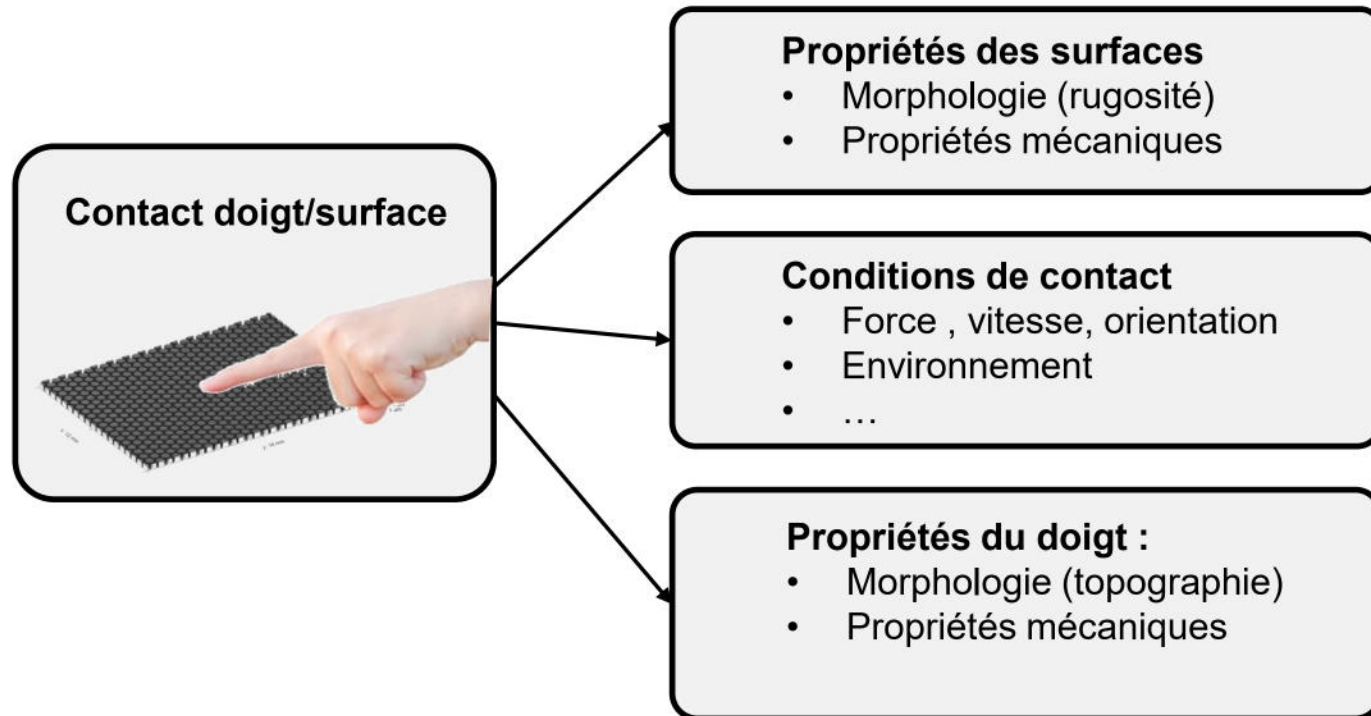 Contact doigt/surface
Propriétés des surfaces
• Morphologie (rugosité)
• Propriétés mécaniques
Conditions de contact
• Force , vitesse, orientation
• Environnement
• …
Propriétés du doigt :
• Morphologie (topographie)
• Propriétés mécaniques